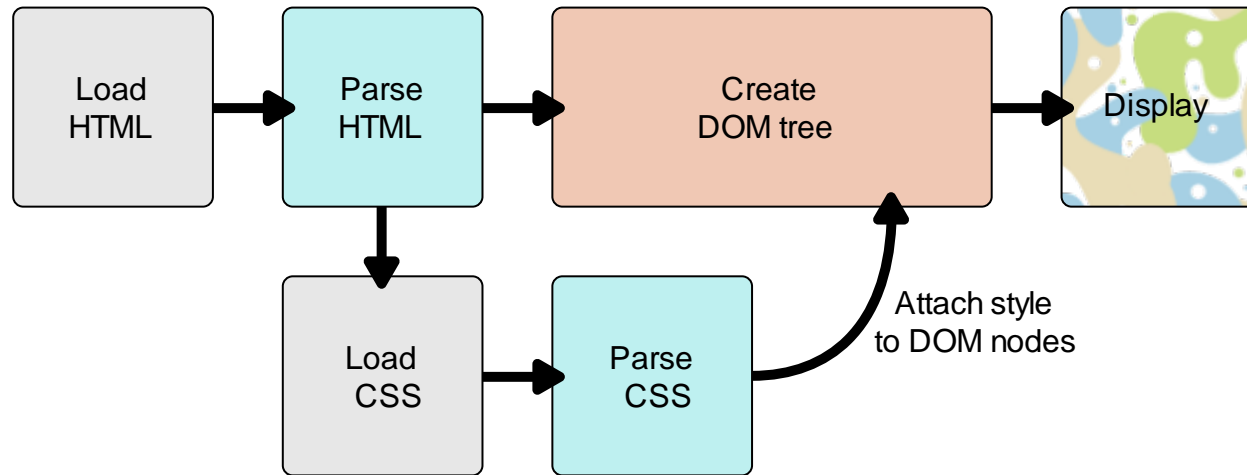 Load
HTML
Parse
HTML
Create
DOM tree
Display
Load
CSS
Parse
CSS
Attach style
to DOM nodes